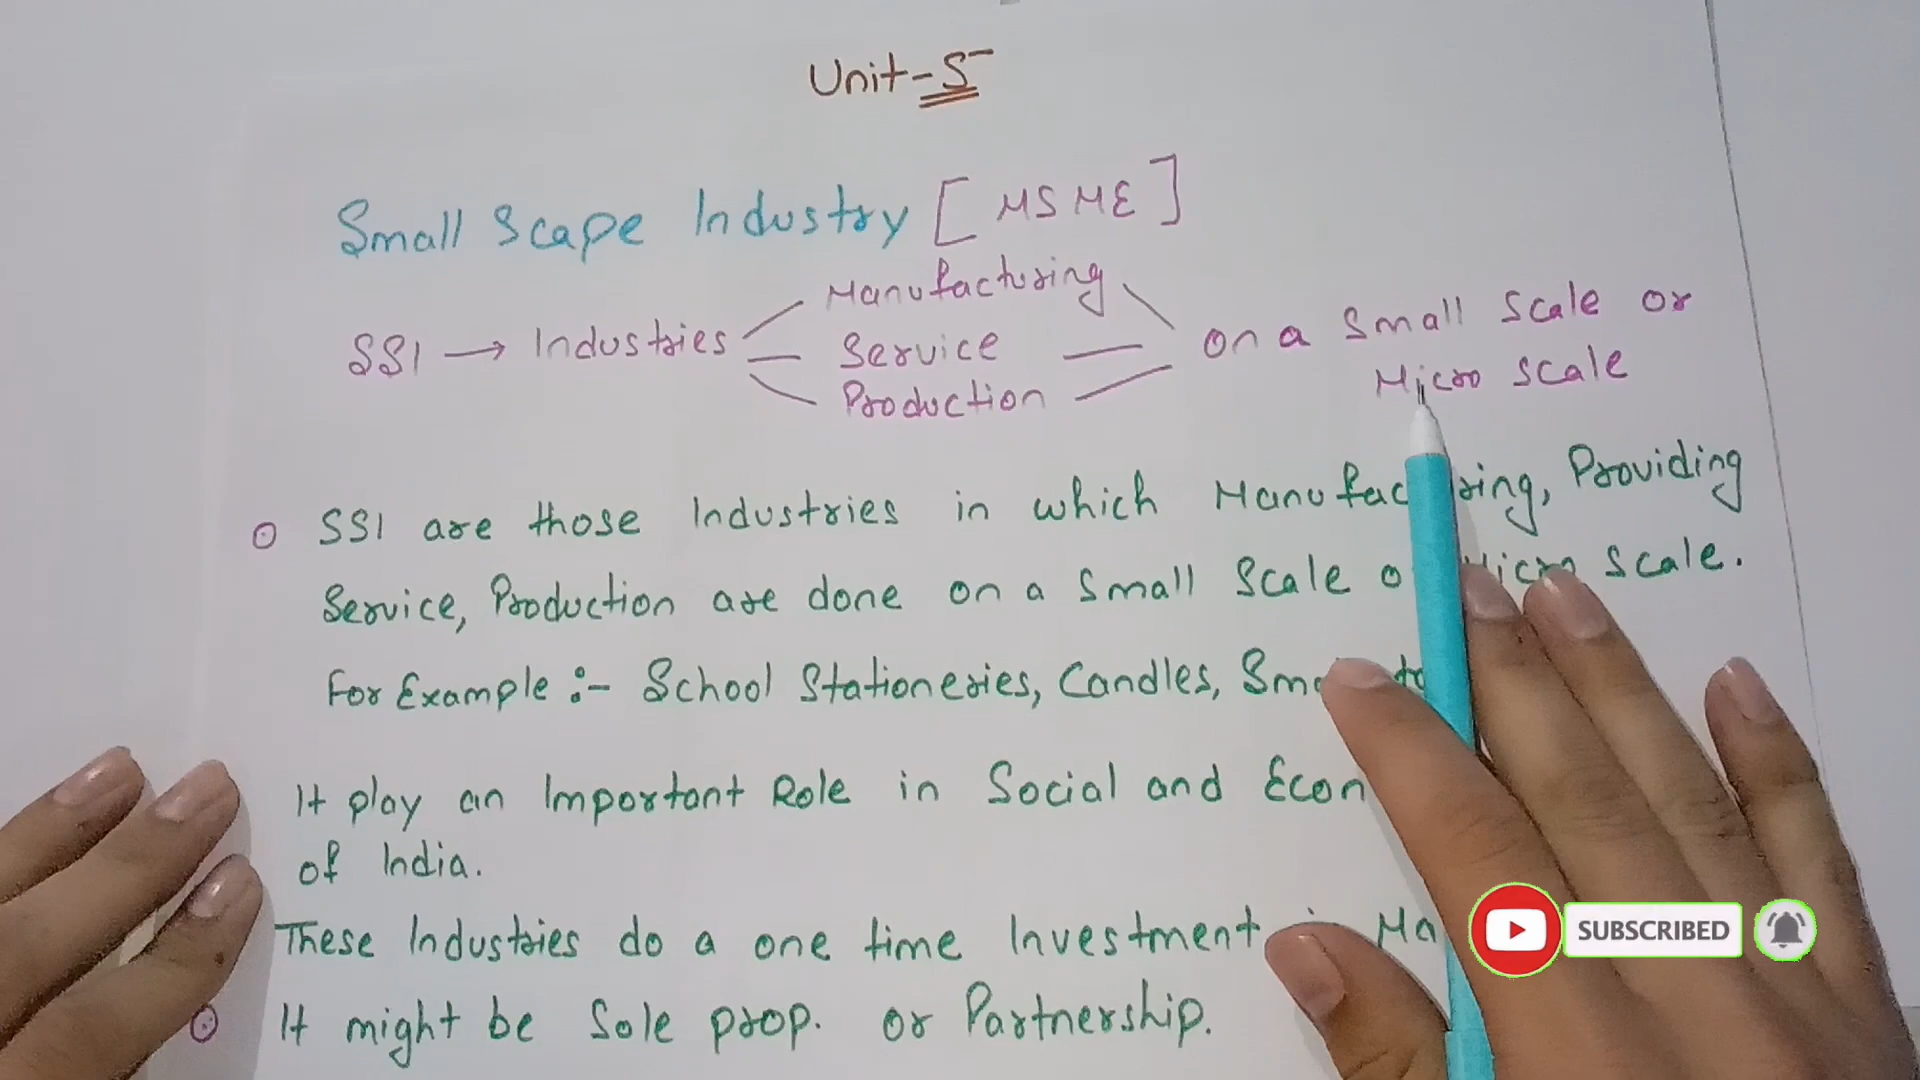 Unit-5
Small Scape Industry [MSME]
Manufacturing
SSI → Industries Service on a Small Scale or
Production Micro Scale
SSI are those Industries in which Manufacturing, Providing
Service, Production are done on a Small Scale or Micro Scale.
For Example :- School Stationeries, Candles,
It play an Important Role in Social and
of India.
These Industries do a one time Investment
It might be Sole prop. or Partnership.
SUBSCRIBED